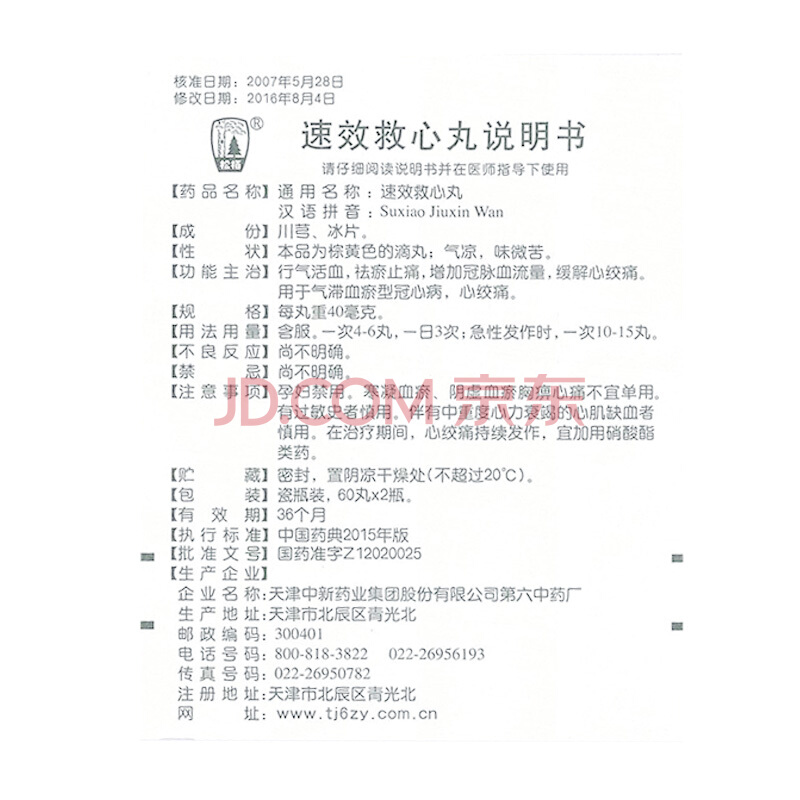 核准日期：2007年5月28日
修改日期：2016年8月4日
松栢®
速效救心丸说明书
请仔细阅读说明书并在医师指导下使用
【药品名称】通用名称：速效救心丸
汉语拼音：Suxiao Jiuxin Wan
【成份】川芎、冰片。
【性状】本品为棕黄色的滴丸；气凉，味微苦。
【功能主治】行气活血，祛瘀止痛，增加冠脉血流量，缓解心绞痛。
用于气滞血瘀型冠心病，心绞痛。
【规格】每丸重40毫克。
【用法用量】含服。一次4-6丸，一日3次；急性发作时，一次10-15丸。
【不良反应】尚不明确。
【禁忌】尚不明确。
【注意事项】孕妇禁用。寒凝血瘀、阴虚血瘀胸痹心痛不宜单用。
有过敏史者慎用。伴有中重度心力衰竭的心肌缺血者
慎用。在治疗期间，心绞痛持续发作，宜加用硝酸酯
类药。
JD.COM 京东
【贮藏】密封，置阴凉干燥处（不超过20℃）。
【包装】瓷瓶装，60丸x2瓶。
【有效期】36个月
【执行标准】中国药典2015年版
【批准文号】国药准字Z12020025
【生产企业】
企业名称：天津中新药业集团股份有限公司第六中药厂
生产地址：天津市北辰区青光北
邮政编码：300401
电话号码：800-818-3822 022-26956193
传真号码：022-26950782
注册地址：天津市北辰区青光北
网址：www.tj6zy.com.cn